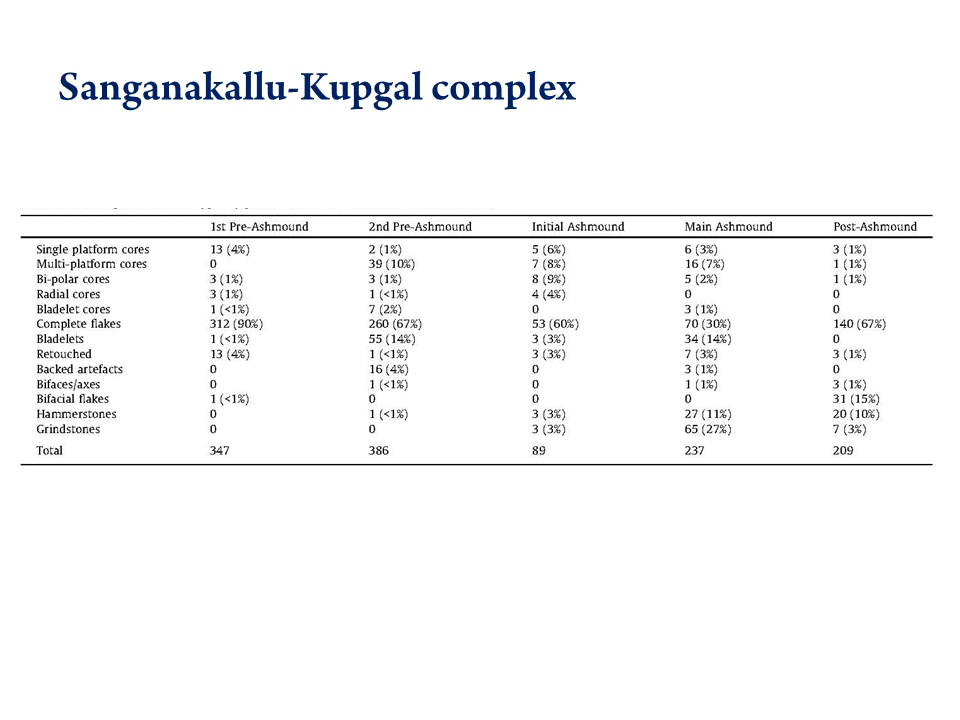 Sanganakallu-Kupgal complex
1st Pre-Ashmound 2nd Pre-Ashmound Initial Ashmound Main Ashmound Post-Ashmound
Single platform cores 13 (4%) 2 (1%) 5 (6%) 6 (3%) 3 (1%)
Multi-platform cores 0 39 (10%) 7 (8%) 16 (7%) 1 (1%)
Bi-polar cores 3 (1%) 3 (1%) 8 (9%) 5 (2%) 1 (1%)
Radial cores 3 (1%) 1 (<1%) 4 (4%) 0 0
Bladelet cores 1 (<1%) 7 (2%) 0 3 (1%) 0
Complete flakes 312 (90%) 260 (67%) 53 (60%) 70 (30%) 140 (67%)
Bladelets 1 (<1%) 55 (14%) 3 (3%) 34 (14%) 0
Retouched 13 (4%) 1 (<1%) 3 (3%) 7 (3%) 3 (1%)
Backed artefacts 0 16 (4%) 0 3 (1%) 0
Bifaces/axes 0 1 (<1%) 0 1 (1%) 3 (1%)
Bifacial flakes 1 (<1%) 0 0 0 31 (15%)
Hammerstones 0 1 (<1%) 3 (3%) 27 (11%) 20 (10%)
Grindstones 0 0 3 (3%) 65 (27%) 7 (3%)
Total 347 386 89 237 209